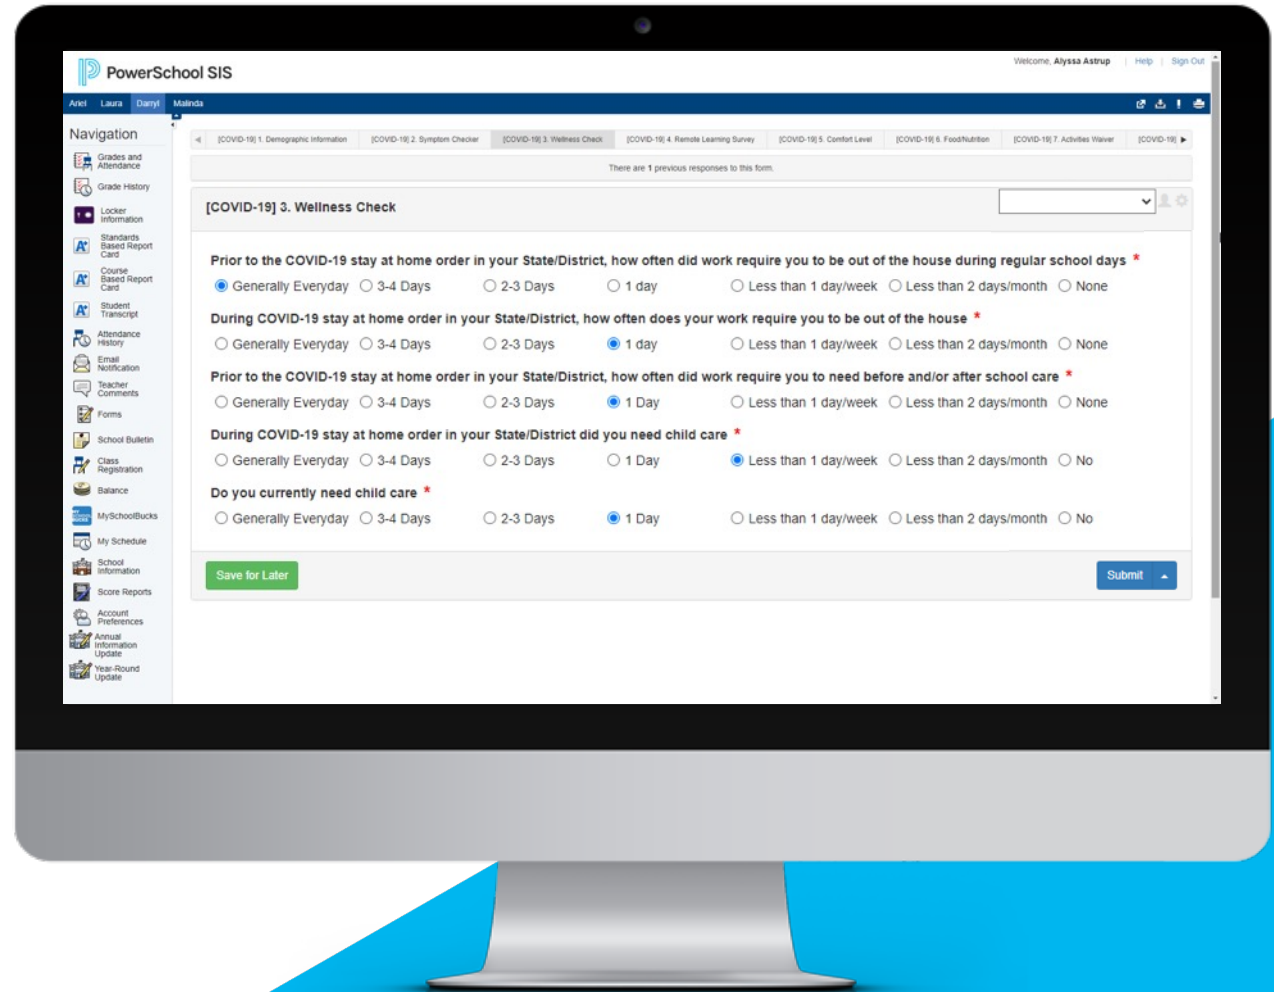 PowerSchool SIS
Welcome, Alyssa Astrup | Help | Sign Out
Ariel Laura Darryl Malinda
Navigation
Grades and
Attendance
Grade History
Locker
Information
Standards
Based Report
Card
Course
Based Report
Card
Student
Transcript
Attendance
History
Email
Notification
Teacher
Comments
Forms
School Bulletin
Class
Registration
Balance
MySchoolBucks
My Schedule
School
Information
Score Reports
Account
Preferences
Annual
Information
Update
Year-Round
Update
[COVID-19] 1. Demographic Information [COVID-19] 2. Symptom Checker [COVID-19] 3. Wellness Check [COVID-19] 4. Remote Learning Survey [COVID-19] 5. Comfort Level [COVID-19] 6. Food/Nutrition [COVID-19] 7. Activities Waiver [COVID-19]
There are 1 previous responses to this form.
[COVID-19] 3. Wellness Check
Prior to the COVID-19 stay at home order in your State/District, how often did work require you to be out of the house during regular school days *
Generally Everyday 3-4 Days 2-3 Days 1 day Less than 1 day/week Less than 2 days/month None
During COVID-19 stay at home order in your State/District, how often does your work require you to be out of the house *
Generally Everyday 3-4 Days 2-3 Days 1 day Less than 1 day/week Less than 2 days/month None
Prior to the COVID-19 stay at home order in your State/District, how often did work require you to need before and/or after school care *
Generally Everyday 3-4 Days 2-3 Days 1 Day Less than 1 day/week Less than 2 days/month None
During COVID-19 stay at home order in your State/District did you need child care *
Generally Everyday 3-4 Days 2-3 Days 1 Day Less than 1 day/week Less than 2 days/month No
Do you currently need child care *
Generally Everyday 3-4 Days 2-3 Days 1 Day Less than 1 day/week Less than 2 days/month No
Save for Later
Submit